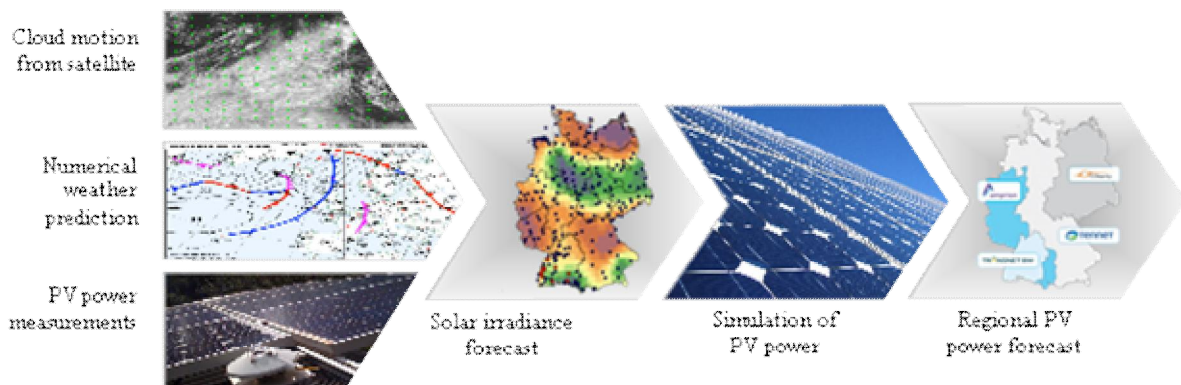 Cloud motion
from satellite
Numerical
weather
prediction
PV power
measurements
Solar irradiance
forecast
Simulation of
PV power
Regional PV
power forecast
TENNET